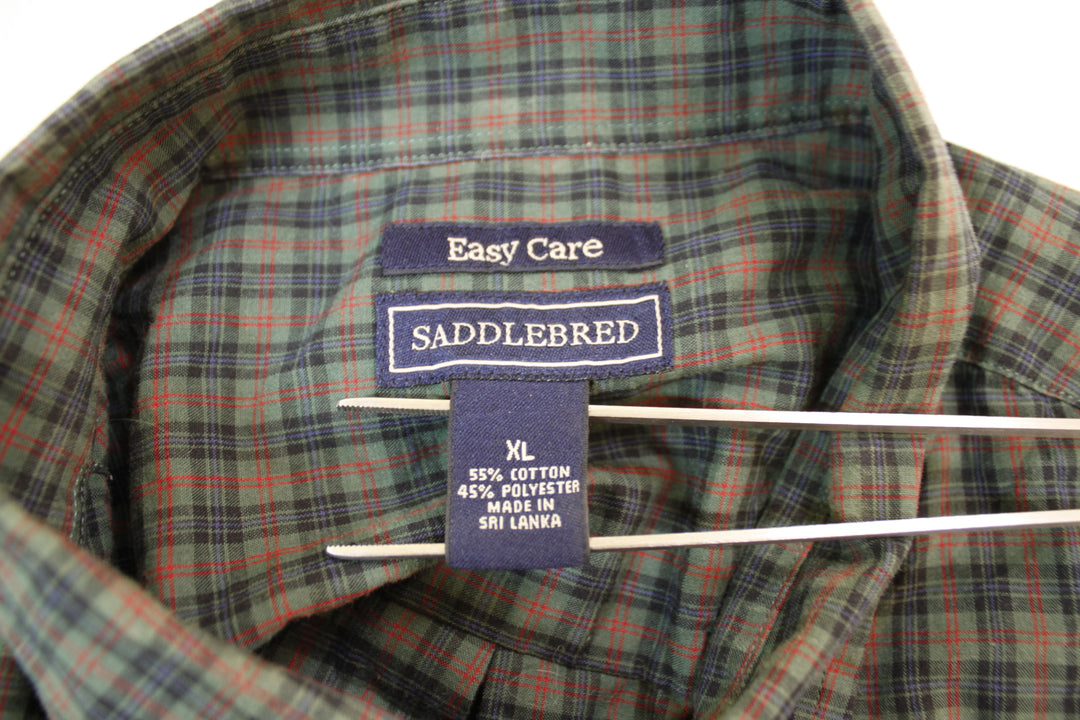 Easy Care
SADDLEBRED
XL
55% COTTON
45% POLYESTER
MADE IN
SRI LANKA